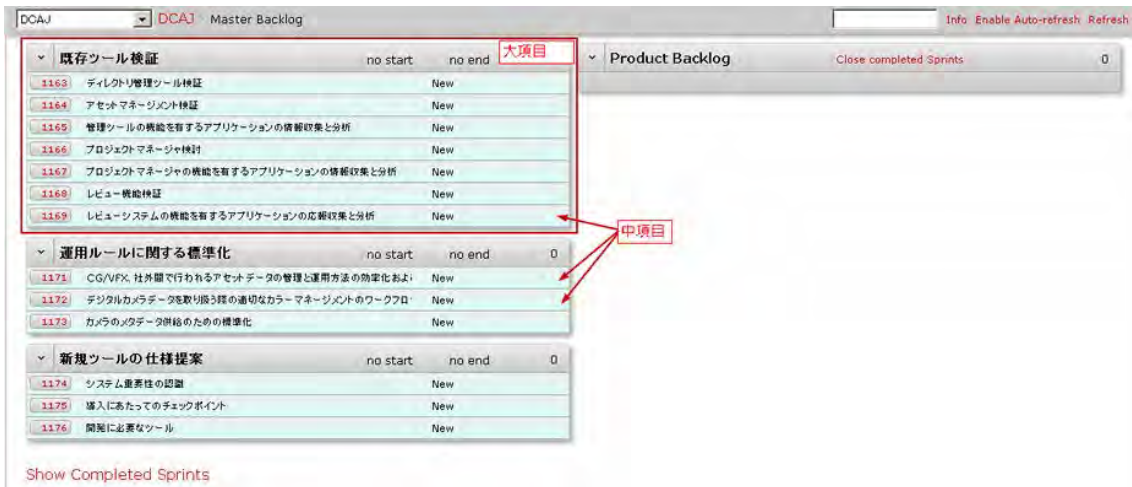 DCAJ DCAJ Master Backlog Info Enable Auto-refresh Refresh
既存ツール検証 no start no end 大項目
1163 ディレクトリ管理ツール検証 New
1164 アセットマネージメント検証 New
1165 管理ツールの機能を有するアプリケーションの情報収集と分析 New
1166 プロジェクトマネージャ検討 New
1167 プロジェクトマネージャの機能を有するアプリケーションの情報収集と分析 New
1168 レビュー機能検証 New
1169 レビューシステムの機能を有するアプリケーションの広報収集と分析 New
中項目
運用ルールに関する標準化 no start no end 0
1171 CG/VFX, 社外間で行われるアセットデータの管理と運用方法の効率化およ New
1172 デジタルカメラデータを取り扱う際の適切なカラーマネージメントのワークフロ New
1173 カメラのメタデータ供給のための標準化 New
新規ツールの仕様提案 no start no end 0
1174 システム重要性の認識 New
1175 導入にあたってのチェックポイント New
1176 開発に必要なツール New
Show Completed Sprints
Product Backlog Close completed Sprints 0